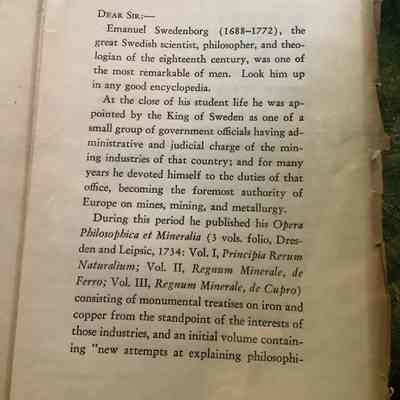 DEAR SIR:—
Emanuel Swedenborg (1688–1772), the
great Swedish scientist, philosopher, and theo-
logian of the eighteenth century, was one of
the most remarkable of men. Look him up
in any good encyclopedia.
At the close of his student life he was ap-
pointed by the King of Sweden as one of a
small group of government officials having ad-
ministrative and judicial charge of the min-
ing industries of that country; and for many
years he devoted himself to the duties of that
office, becoming the foremost authority of
Europe on mines, mining, and metallurgy.
During this period he published his Opera
Philosophica et Mineralia (3 vols. folio, Dres-
den and Leipsic, 1734: Vol. I, Principia Rerum
Naturalium; Vol. II, Regnum Minerale, de
Ferro; Vol. III, Regnum Minerale, de Cupro)
consisting of monumental treatises on iron and
copper from the standpoint of the interests of
those industries, and an initial volume contain-
ing "new attempts at explaining philosophi-